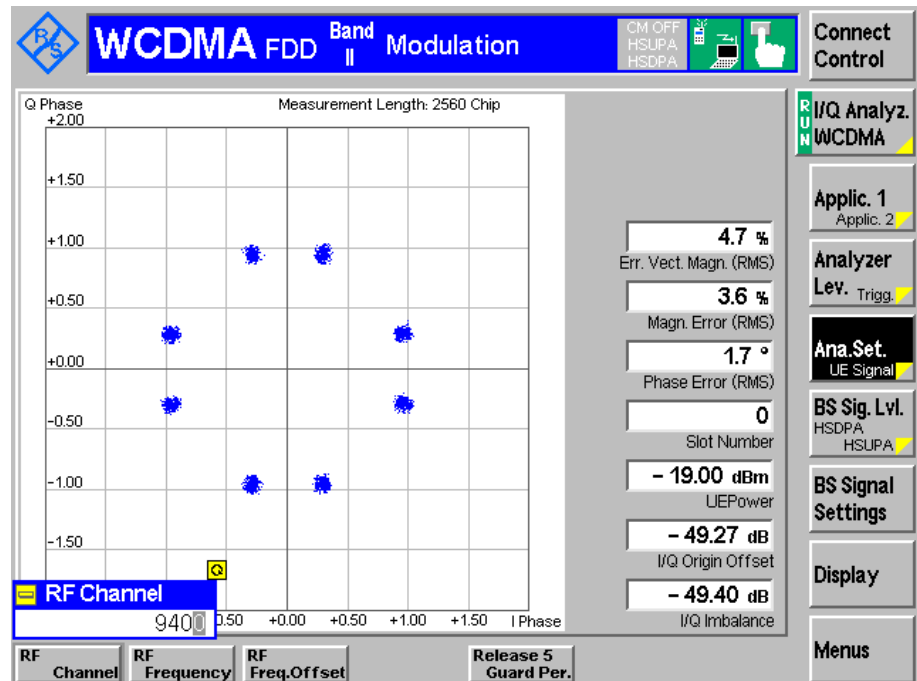 R&S
WCDMA FDD Band II Modulation
CM OFF
HSUPA
HSDPA
Connect Control
Q Phase
Measurement Length: 2560 Chip
+2.00
+1.50
+1.00
+0.50
+0.00
-0.50
-1.00
-1.50
Q
0.50 +0.00 +0.50 +1.00 +1.50 I Phase
RF Channel
9400
4.7 %
Err. Vect. Magn. (RMS)
3.6 %
Magn. Error (RMS)
1.7 °
Phase Error (RMS)
0
Slot Number
– 19.00 dBm
UEPower
– 49.27 dB
I/Q Origin Offset
– 49.40 dB
I/Q Imbalance
RUN
I/Q Analyz.
WCDMA
Applic. 1
Applic. 2
Analyzer
Lev. Trigg.
Ana.Set.
UE Signal
BS Sig. Lvl.
HSDPA
HSUPA
BS Signal
Settings
Display
Menus
RF Channel
RF Frequency
RF Freq.Offset
Release 5 Guard Per.